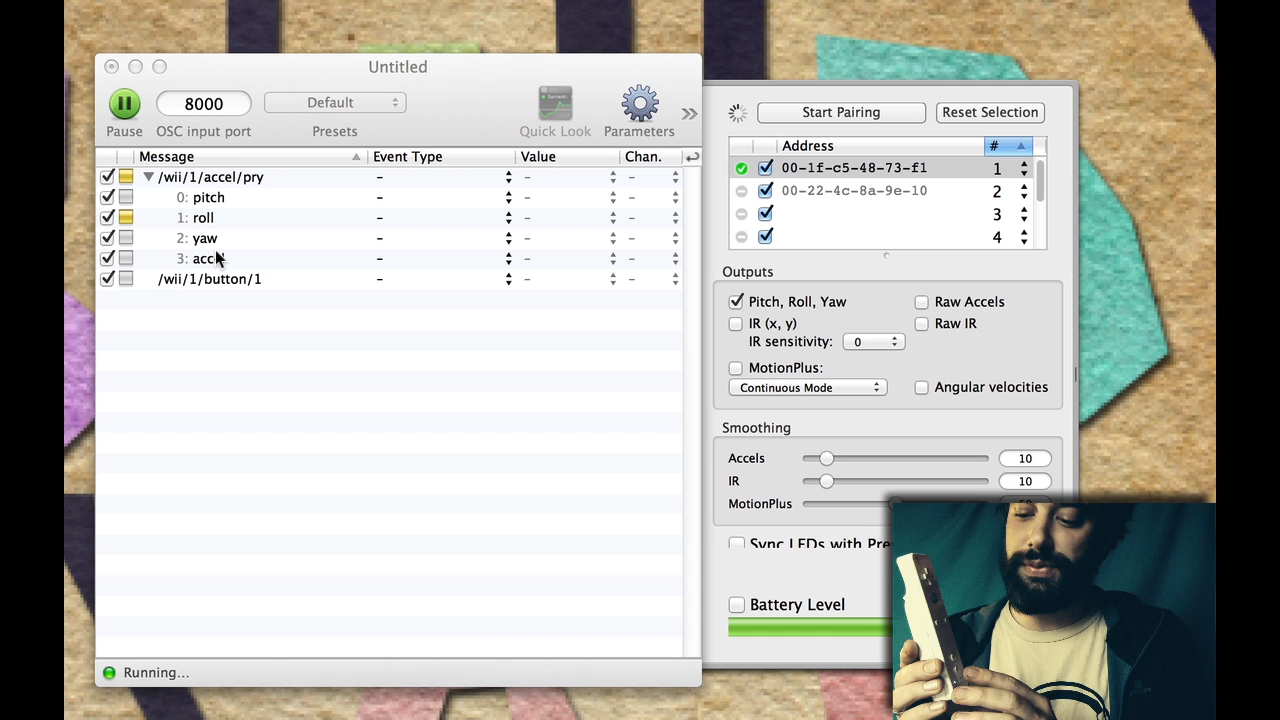 Untitled
8000
Default
Pause
OSC input port
Presets
Quick Look
Parameters
Message
Event Type
Value
Chan.
/wii/1/accel/pry – – –
0: pitch – – –
1: roll – – –
2: yaw – – –
3: – – –
/wii/1/button/1 – – –
Running...
Start Pairing
Reset Selection
Address
#
00-1f-c5-48-73-f1 1
00-22-4c-8a-9e-10 2
3
4
Outputs
Pitch, Roll, Yaw
Raw Accels
IR (x, y)
Raw IR
IR sensitivity: 0
MotionPlus:
Continuous Mode
Angular velocities
Smoothing
Accels 10
IR 10
MotionPlus
Sync LEDs with
Battery Level